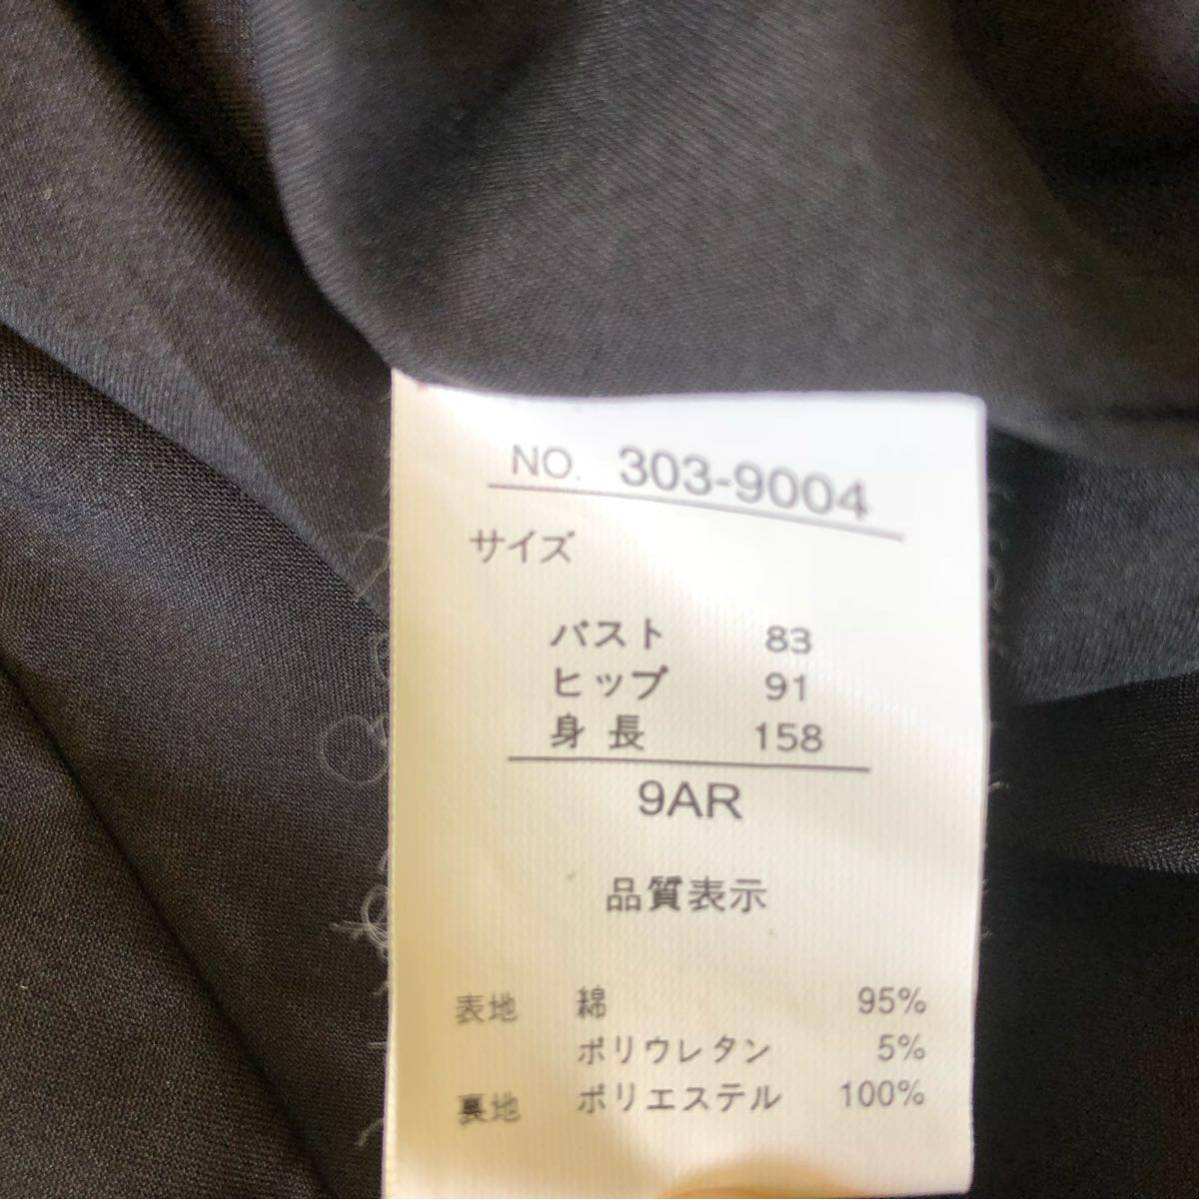 NO. 303-9004
サイズ
バスト 83
ヒップ 91
身長 158
9AR
品質表示
表地 綿 95%
ポリウレタン 5%
裏地 ポリエステル 100%